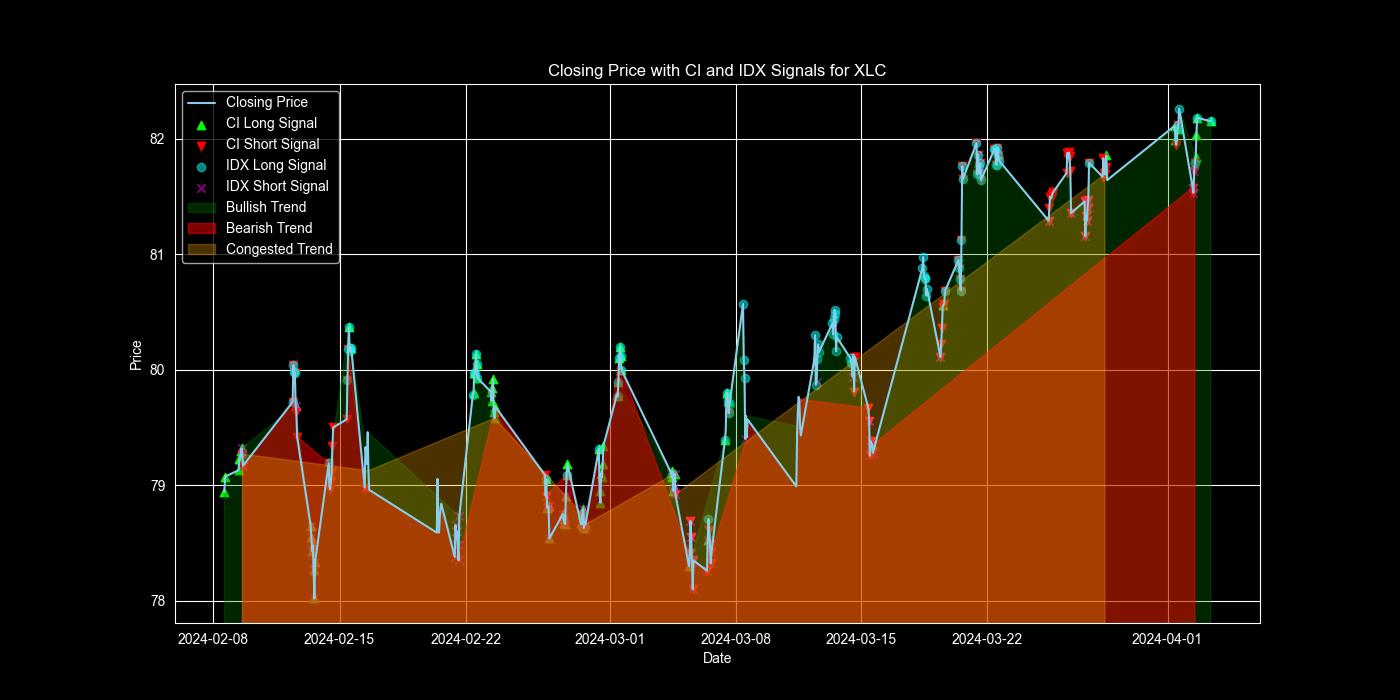 Closing Price with CI and IDX Signals for XLC
Closing Price
CI Long Signal
CI Short Signal
IDX Long Signal
IDX Short Signal
Bullish Trend
Bearish Trend
Congested Trend
82
81
80
79
78
Price
2024-02-08 2024-02-15 2024-02-22 2024-03-01 2024-03-08 2024-03-15 2024-03-22 2024-04-01
Date